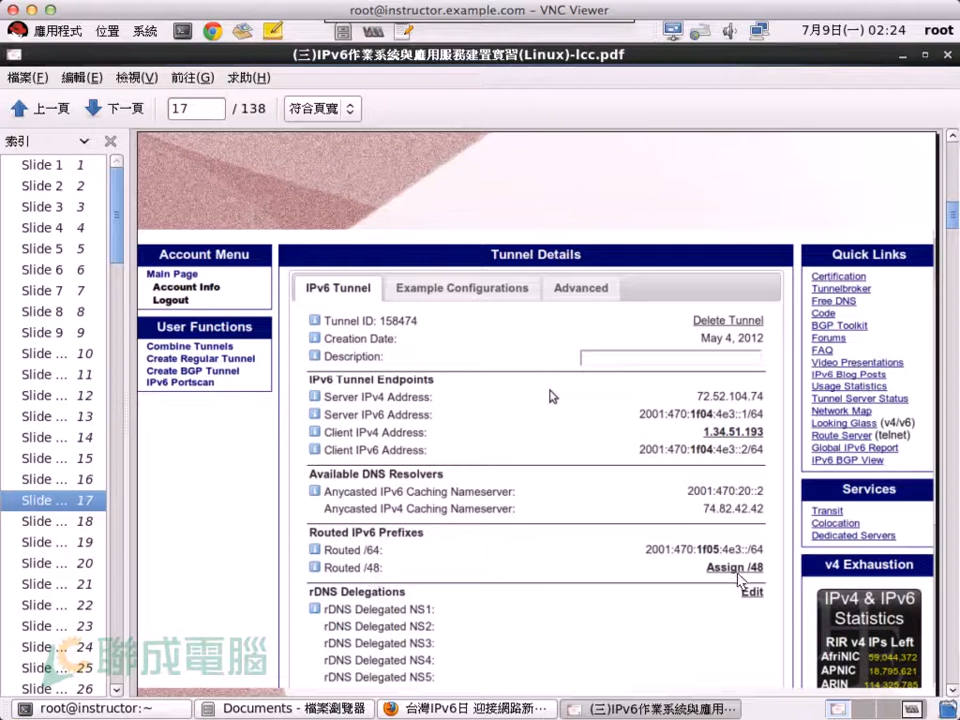 root@instructor.example.com – VNC Viewer
應用程式 位置 系統 7月9日(一) 02:24 root
(三)IPv6作業系統與應用服務建置實習(Linux)-lcc.pdf
檔案(F) 編輯(E) 檢視(V) 前往(G) 求助(H)
上一頁 下一頁 17 / 138 符合頁寬
索引
Slide 1 1
Slide 2 2
Slide 3 3
Slide 4 4
Slide 5 5
Slide 6 6
Slide 7 7
Slide 8 8
Slide 9 9
Slide ... 10
Slide ... 11
Slide ... 12
Slide ... 13
Slide ... 14
Slide ... 15
Slide ... 16
Slide ... 17
Slide ... 18
Slide ... 19
Slide ... 20
Slide ... 21
Slide ... 22
Slide ... 23
Slide ... 24
Slide ... 25
Slide ... 26
Account Menu
Main Page
Account Info
Logout
User Functions
Combine Tunnels
Create Regular Tunnel
Create BGP Tunnel
IPv6 Portscan
Tunnel Details
IPv6 Tunnel Example Configurations Advanced
Tunnel ID: 158474 Delete Tunnel
Creation Date: May 4, 2012
Description:
IPv6 Tunnel Endpoints
Server IPv4 Address: 72.52.104.74
Server IPv6 Address: 2001:470:1f04:4e3::1/64
Client IPv4 Address: 1.34.51.193
Client IPv6 Address: 2001:470:1f04:4e3::2/64
Available DNS Resolvers
Anycasted IPv6 Caching Nameserver: 2001:470:20::2
Anycasted IPv4 Caching Nameserver: 74.82.42.42
Routed IPv6 Prefixes
Routed /64: 2001:470:1f05:4e3::/64
Routed /48: Assign /48
rDNS Delegations Edit
rDNS Delegated NS1:
rDNS Delegated NS2:
rDNS Delegated NS3:
rDNS Delegated NS4:
rDNS Delegated NS5:
Quick Links
Certification
Tunnelbroker
Free DNS
Code
BGP Toolkit
Forums
FAQ
Video Presentations
IPv6 Blog Posts
Usage Statistics
Tunnel Server Status
Network Map
Looking Glass (v4/v6)
Route Server (telnet)
Global IPv6 Report
IPv6 BGP View
Services
Transit
Colocation
Dedicated Servers
v4 Exhaustion
IPv4 & IPv6
Statistics
RIR v4 IPs Left
AfriNIC 59,044,372
APNIC 18,795,621
ARIN 114,325,785
聯成電腦
root@instructor:~ Documents - 檔案瀏覽器 台灣IPv6日 迎接網路新… (三)IPv6作業系統與應用…